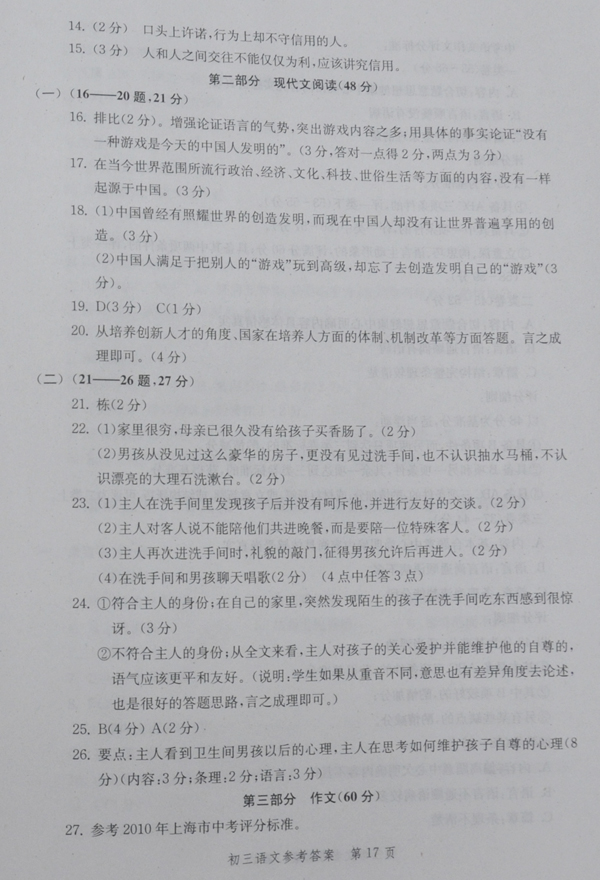 14.(2分) 口头上许诺,行为上却不守信用的人。
15.(3分) 人和人之间交往不能仅仅为利,应该讲究信用。
第二部分 现代文阅读(48分)
(一)(16——20题,21分)
16. 排比(2分)。增强论证语言的气势,突出游戏内容之多;用具体的事实论证“没有
一种游戏是今天的中国人发明的”。(3分,答对一点得2分,两点为3分)
17. 在当今世界范围所流行政治、经济、文化、科技、世俗生活等方面的内容,没有一样
起源于中国。(3分)
18. (1)中国曾经有照耀世界的创造发明,而现在中国人却没有让世界普遍享用的创
造。(3分)
(2)中国人满足于把别人的“游戏”玩到高级,却忘了去创造发明自己的“游戏”(3
分)。
19. D(3分) C(1分)
20. 从培养创新人才的角度、国家在培养人方面的体制、机制改革等方面答题。言之成
理即可。(4分)
(二)(21——26题,27分)
21. 栋(2分)
22. (1)家里很穷,母亲已很久没有给孩子买香肠了。(2分)
(2)男孩从没见过这么豪华的房子,更没有见过洗手间,也不认识抽水马桶,不认
识漂亮的大理石洗漱台。(2分)
23. (1)主人在洗手间里发现孩子后并没有呵斥他,并进行友好的交谈。(2分)
(2)主人对客人说不能陪他们共进晚餐,而是要陪一位特殊客人。(2分)
(3)主人再次进洗手间时,礼貌的敲门,征得男孩允许后再进入。(2分)
(4)在洗手间和男孩聊天唱歌(2分) (4点中任答3点)
24. ①符合主人的身份;在自己的家里,突然发现陌生的孩子在洗手间吃东西感到很惊
讶。(3分)
②不符合主人的身份;从全文来看,主人对孩子的关心爱护并能维护他的自尊的,
语气应该更平和友好。(说明:学生如果从重音不同,意思也有差异角度去论述,
也是很好的答题思路,言之成理即可。)
25. B(4分) A(2分)
26. 要点:主人看到卫生间男孩以后的心理,主人在思考如何维护孩子自尊的心理(8
分)(内容:3分;条理:2分;语言:3分)
第三部分 作文(60分)
27. 参考2010年上海市中考评分标准。
初三语文参考答案 第17页